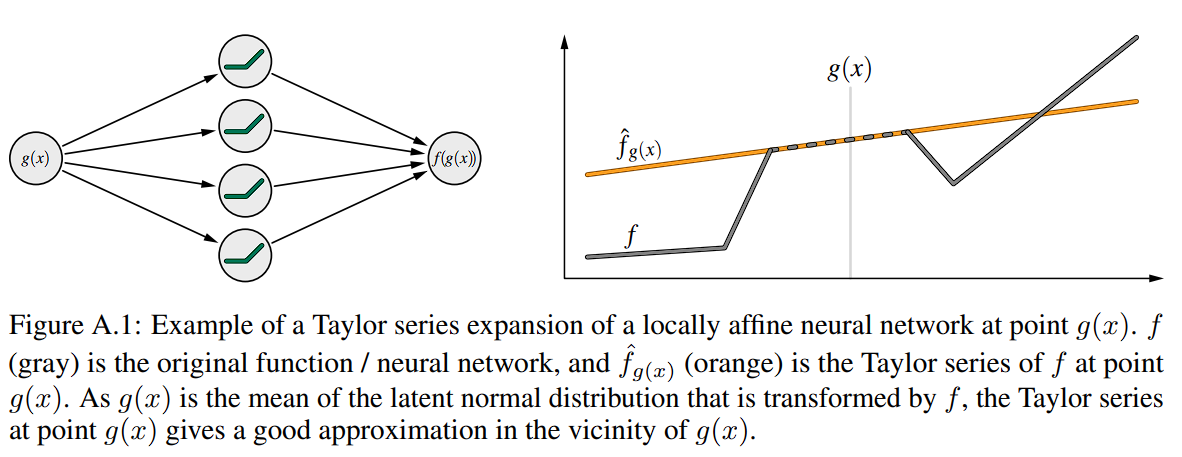 g(x)
f(g(x))
g(x)
f̂g(x)
f
Figure A.1: Example of a Taylor series expansion of a locally affine neural network at point g(x). f
(gray) is the original function / neural network, and f̂g(x) (orange) is the Taylor series of f at point
g(x). As g(x) is the mean of the latent normal distribution that is transformed by f, the Taylor series
at point g(x) gives a good approximation in the vicinity of g(x).